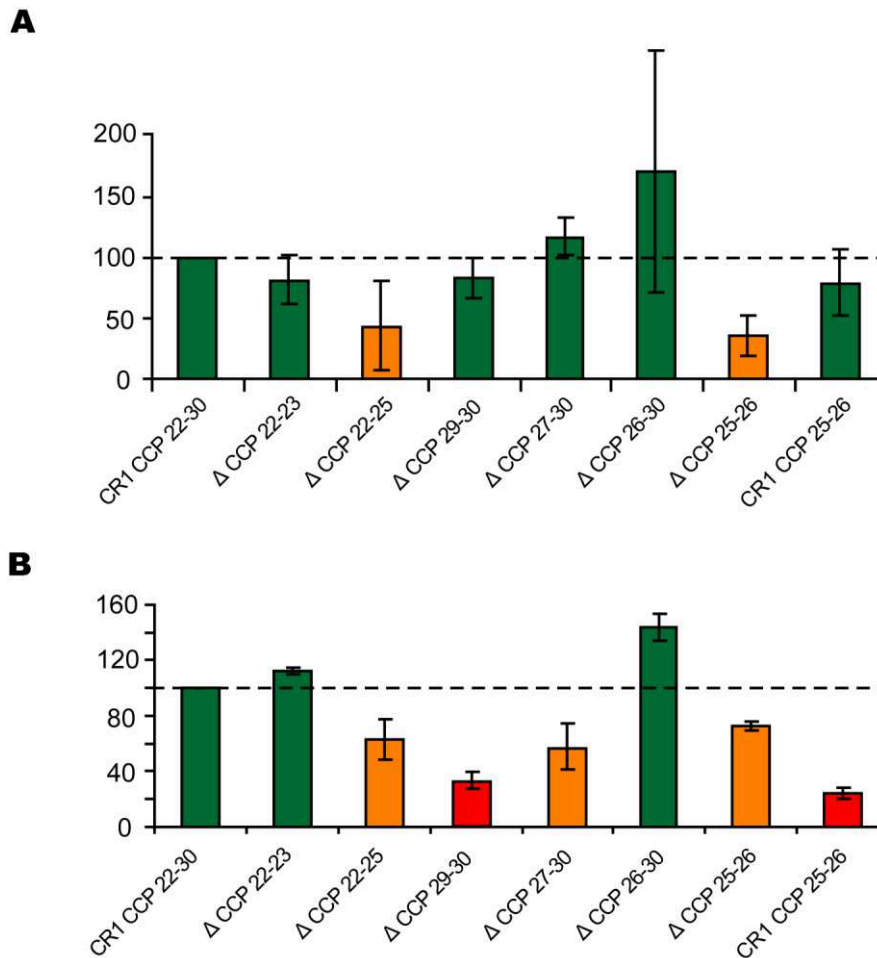 A
200
150
100
50
0
CR1 CCP 22-30
Δ CCP 22-23
Δ CCP 22-25
Δ CCP 29-30
Δ CCP 27-30
Δ CCP 26-30
Δ CCP 25-26
CR1 CCP 25-26
B
160
120
80
40
0
CR1 CCP 22-30
Δ CCP 22-23
Δ CCP 22-25
Δ CCP 29-30
Δ CCP 27-30
Δ CCP 26-30
Δ CCP 25-26
CR1 CCP 25-26